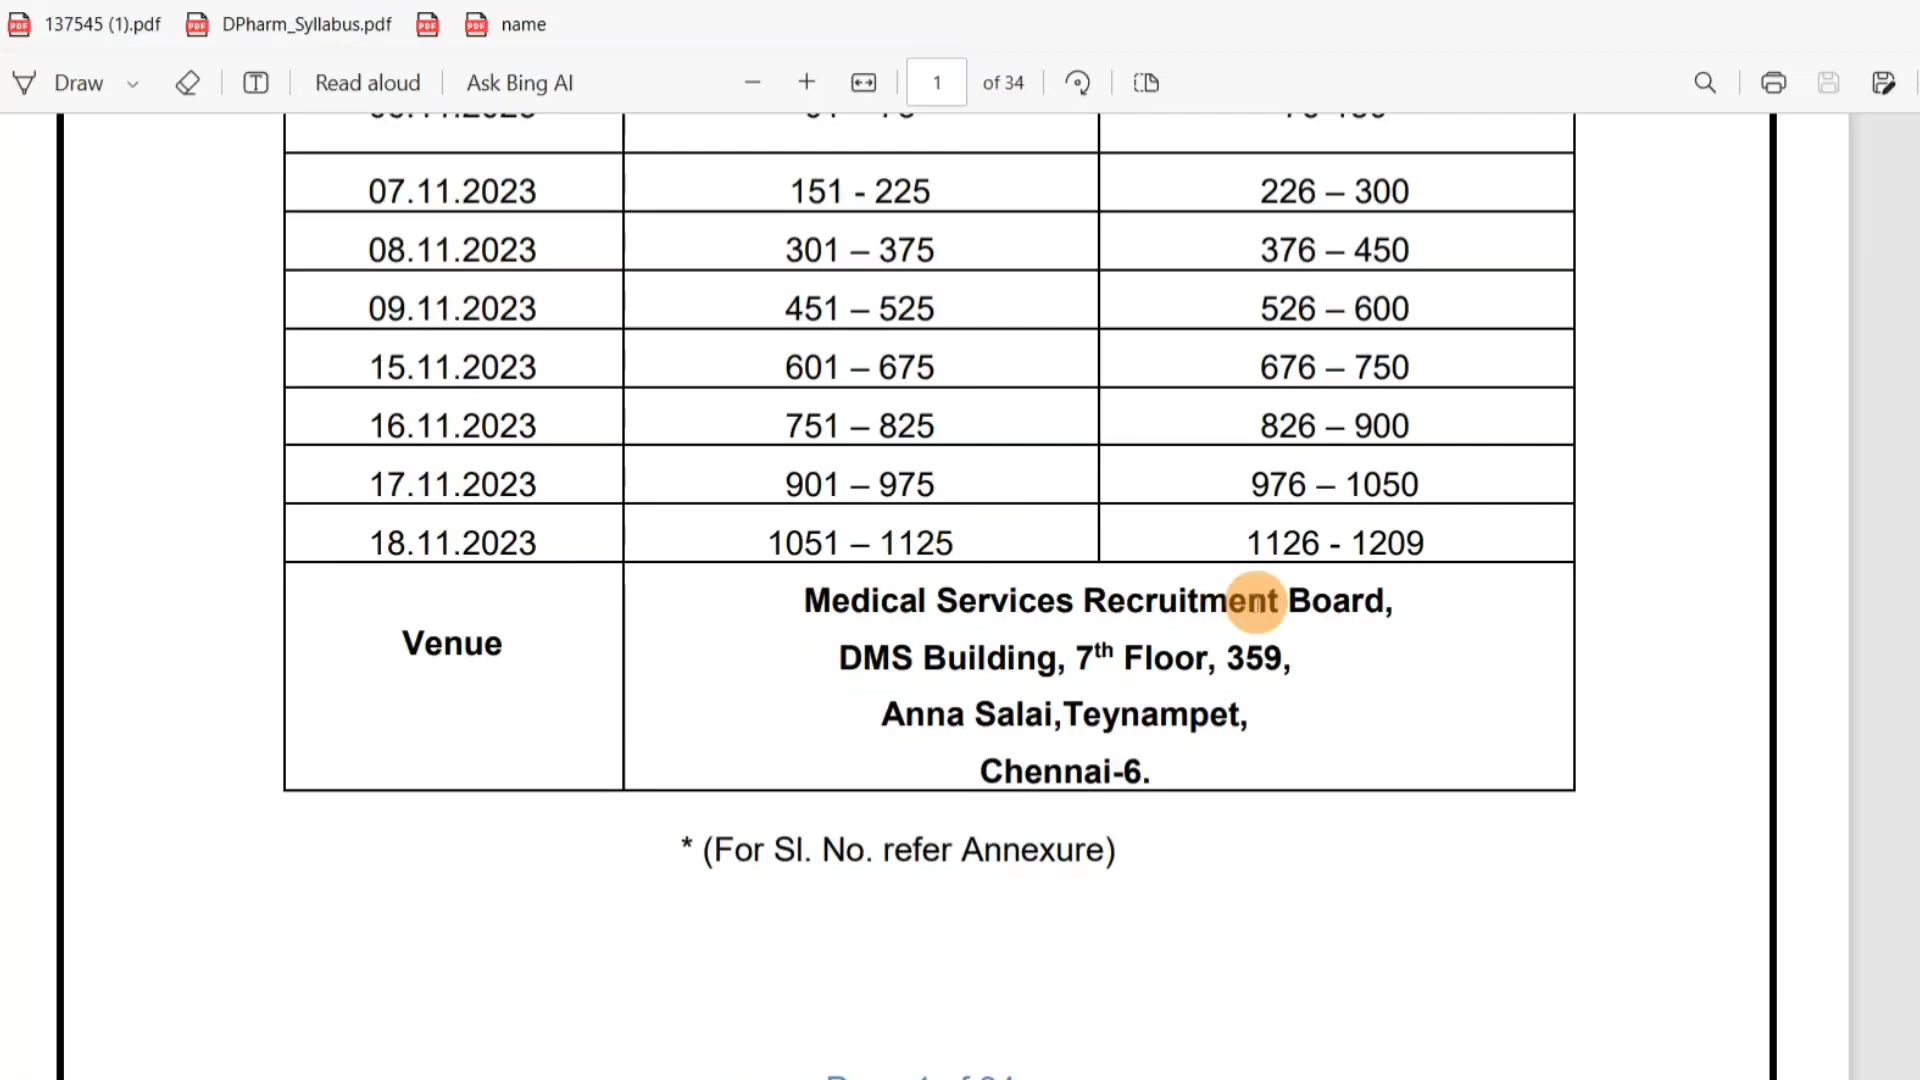 137545 (1).pdf DPharm_Syllabus.pdf name
Draw Read aloud Ask Bing AI 1 of 34
07.11.2023 151 - 225 226 – 300
08.11.2023 301 – 375 376 – 450
09.11.2023 451 – 525 526 – 600
15.11.2023 601 – 675 676 – 750
16.11.2023 751 – 825 826 – 900
17.11.2023 901 – 975 976 – 1050
18.11.2023 1051 – 1125 1126 - 1209
Medical Services Recruitment Board,
Venue
DMS Building, 7th Floor, 359,
Anna Salai,Teynampet,
Chennai-6.
* (For Sl. No. refer Annexure)